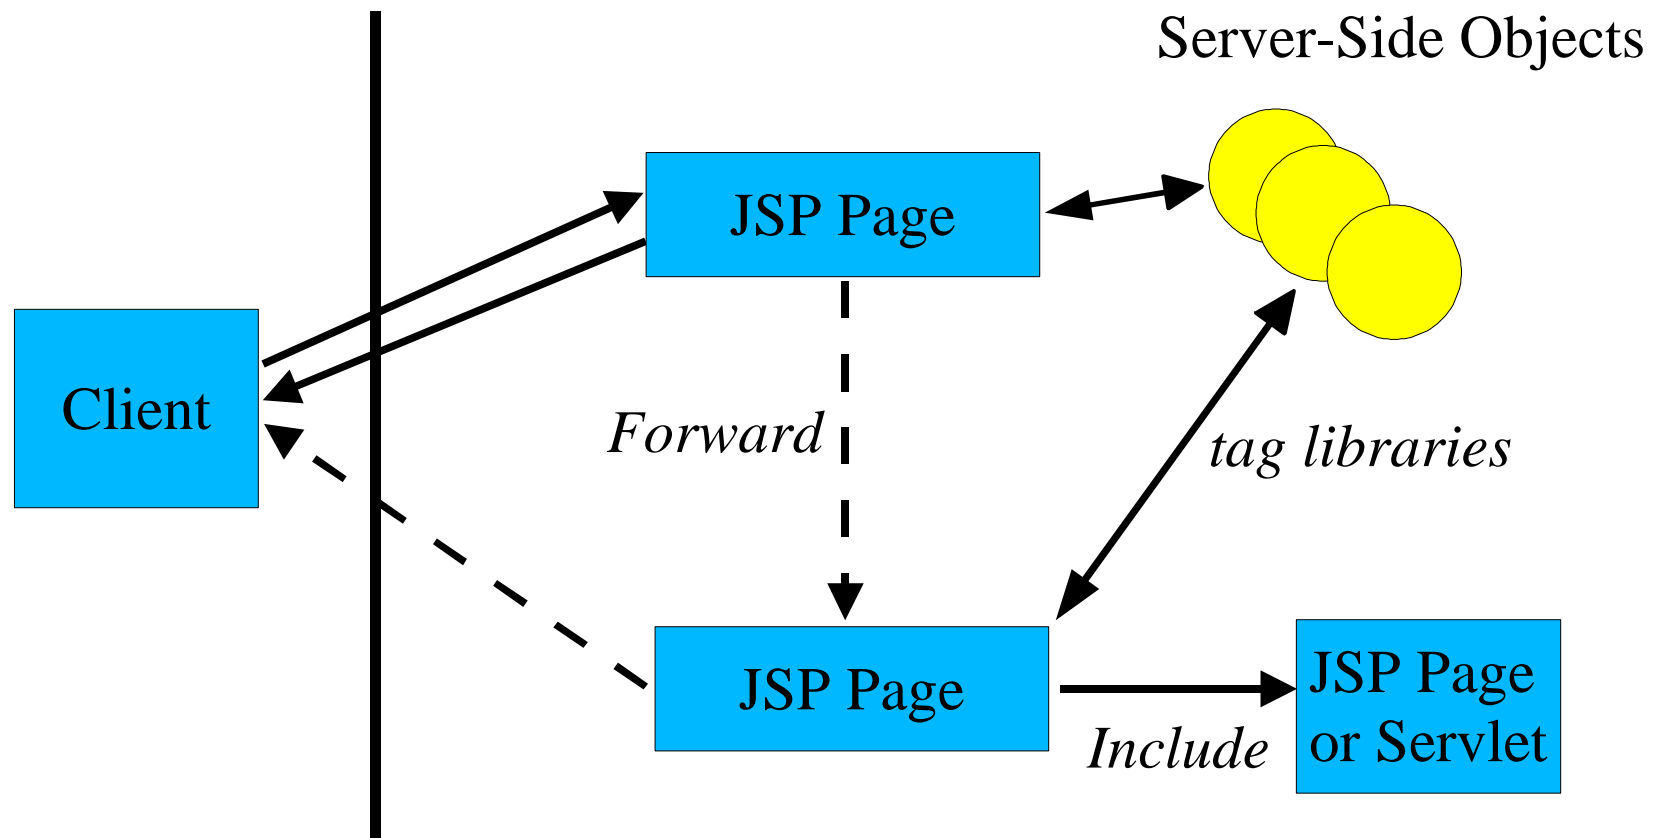 Server-Side Objects
JSP Page
Client
Forward
tag libraries
JSP Page
JSP Page
or Servlet
Include